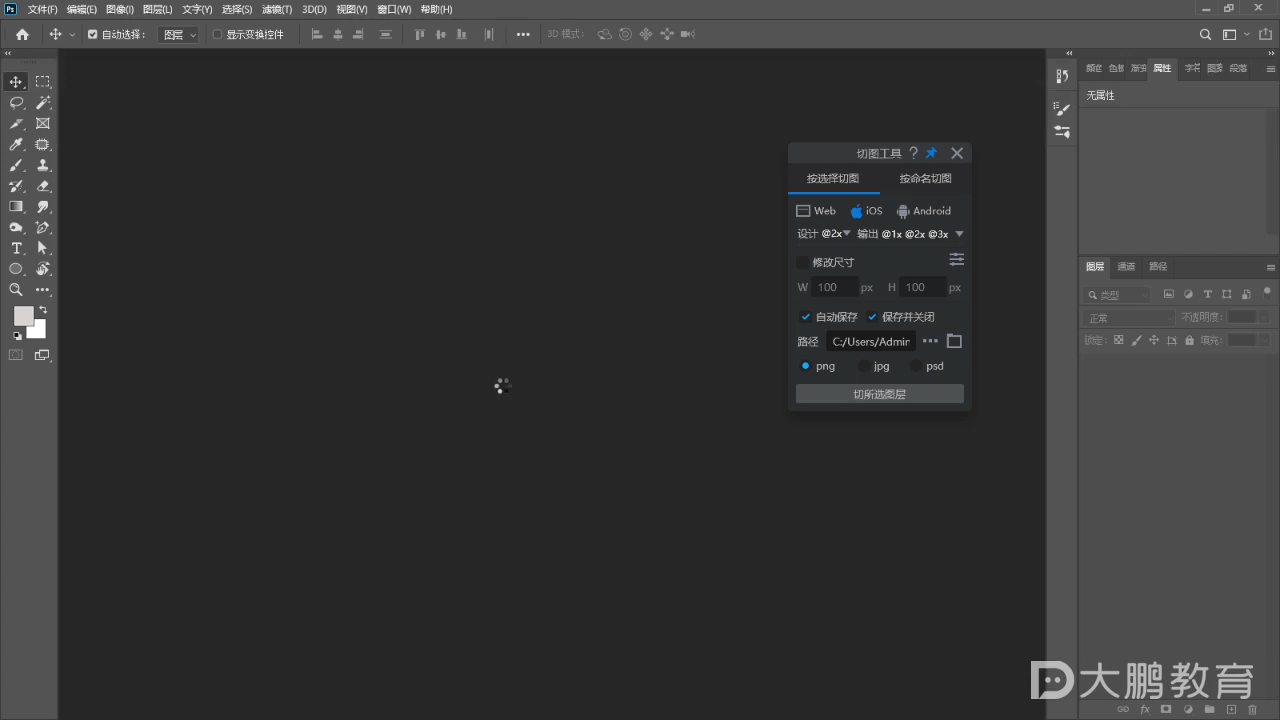 Ps 文件(F) 编辑(E) 图像(I) 图层(L) 文字(Y) 选择(S) 滤镜(T) 3D(D) 视图(V) 窗口(W) 帮助(H)
自动选择： 图层 显示变换控件 3D 模式：
颜色 色板 渐变 属性 字符 图案 段落
无属性
切图工具 ?
按选择切图 按命名切图
Web iOS Android
设计 @2x 输出 @1x @2x @3x
修改尺寸
W 100 px H 100 px
自动保存 保存并关闭
路径 C:/Users/Admin
png jpg psd
切所选图层
图层 通道 路径
类型
正常 不透明度：
锁定： 填充：
大鹏教育
fx